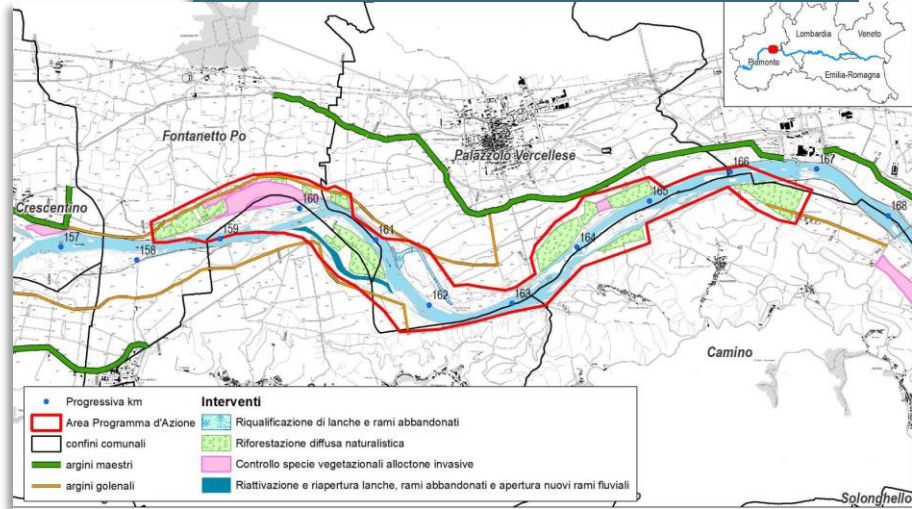 Lombardia
Veneto
Piemonte
Emilia-Romagna
Fontanetto Po
Palazzolo Vercellese
Crescentino
157
158
159
160
161
162
163
164
165
166
167
168
Camino
Solonghello
Progressiva km
Area Programma d'Azione
confini comunali
argini maestri
argini golenali
Interventi
Riqualificazione di lanche e rami abbandonati
Riforestazione diffusa naturalistica
Controllo specie vegetazionali alloctone invasive
Riattivazione e riapertura lanche, rami abbandonati e apertura nuovi rami fluviali